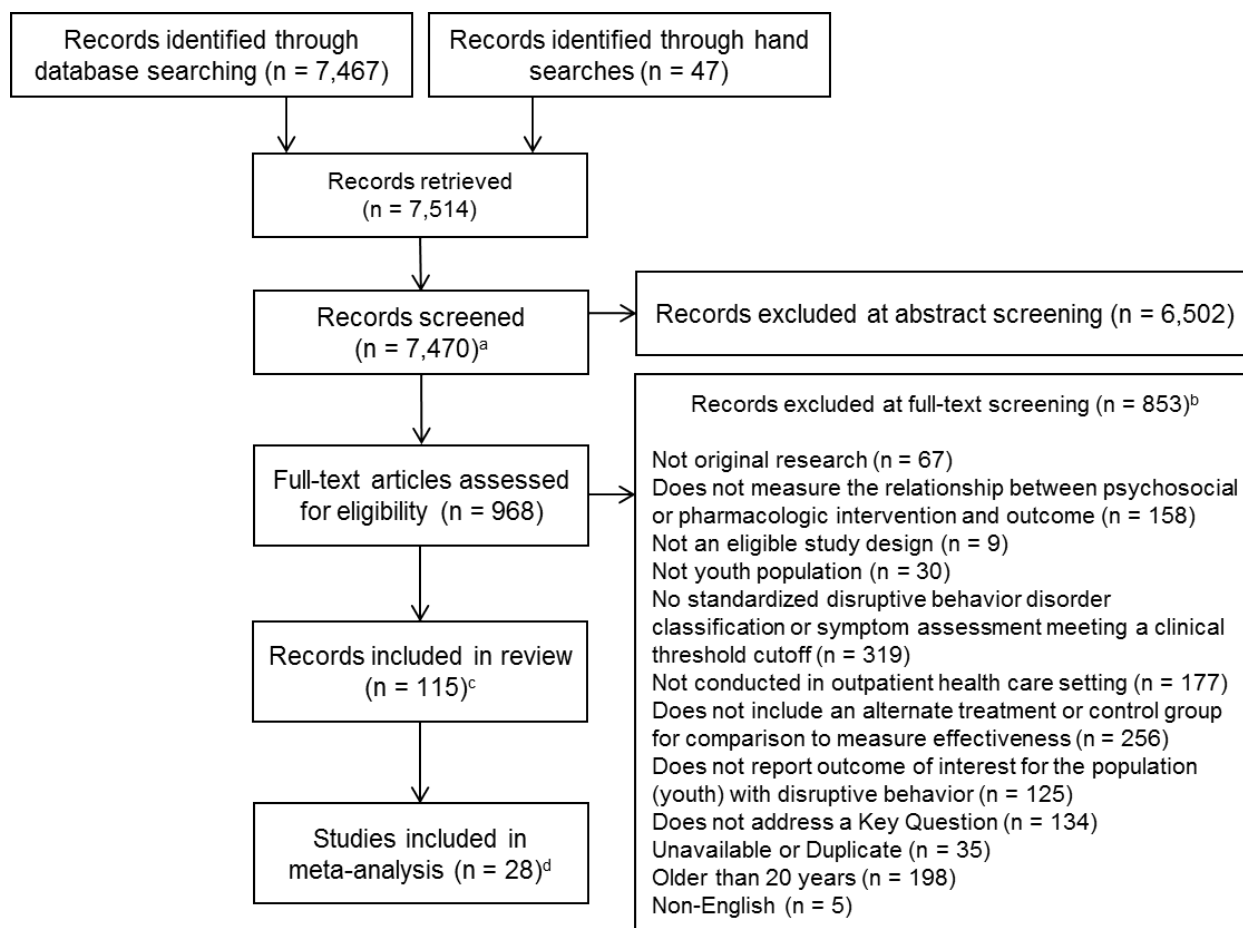 Records identified through
database searching (n = 7,467)
Records identified through hand
searches (n = 47)
Records retrieved
(n = 7,514)
Records screened
(n = 7,470)a
Records excluded at abstract screening (n = 6,502)
Full-text articles assessed
for eligibility (n = 968)
Records excluded at full-text screening (n = 853)b
Not original research (n = 67)
Does not measure the relationship between psychosocial
or pharmacologic intervention and outcome (n = 158)
Not an eligible study design (n = 9)
Not youth population (n = 30)
No standardized disruptive behavior disorder
classification or symptom assessment meeting a clinical
threshold cutoff (n = 319)
Not conducted in outpatient health care setting (n = 177)
Does not include an alternate treatment or control group
for comparison to measure effectiveness (n = 256)
Does not report outcome of interest for the population
(youth) with disruptive behavior (n = 125)
Does not address a Key Question (n = 134)
Unavailable or Duplicate (n = 35)
Older than 20 years (n = 198)
Non-English (n = 5)
Records included in review
(n = 115)c
Studies included in
meta-analysis (n = 28)d